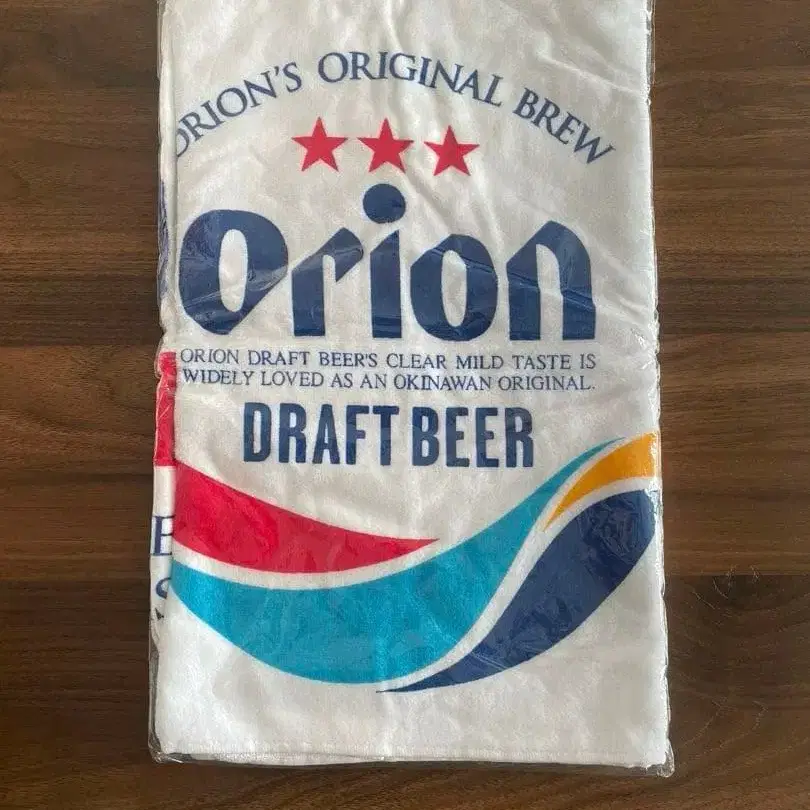 ORION'S ORIGINAL BREW
Orion
ORION DRAFT BEER'S CLEAR MILD TASTE IS
WIDELY LOVED AS AN OKINAWAN ORIGINAL.
DRAFT BEER